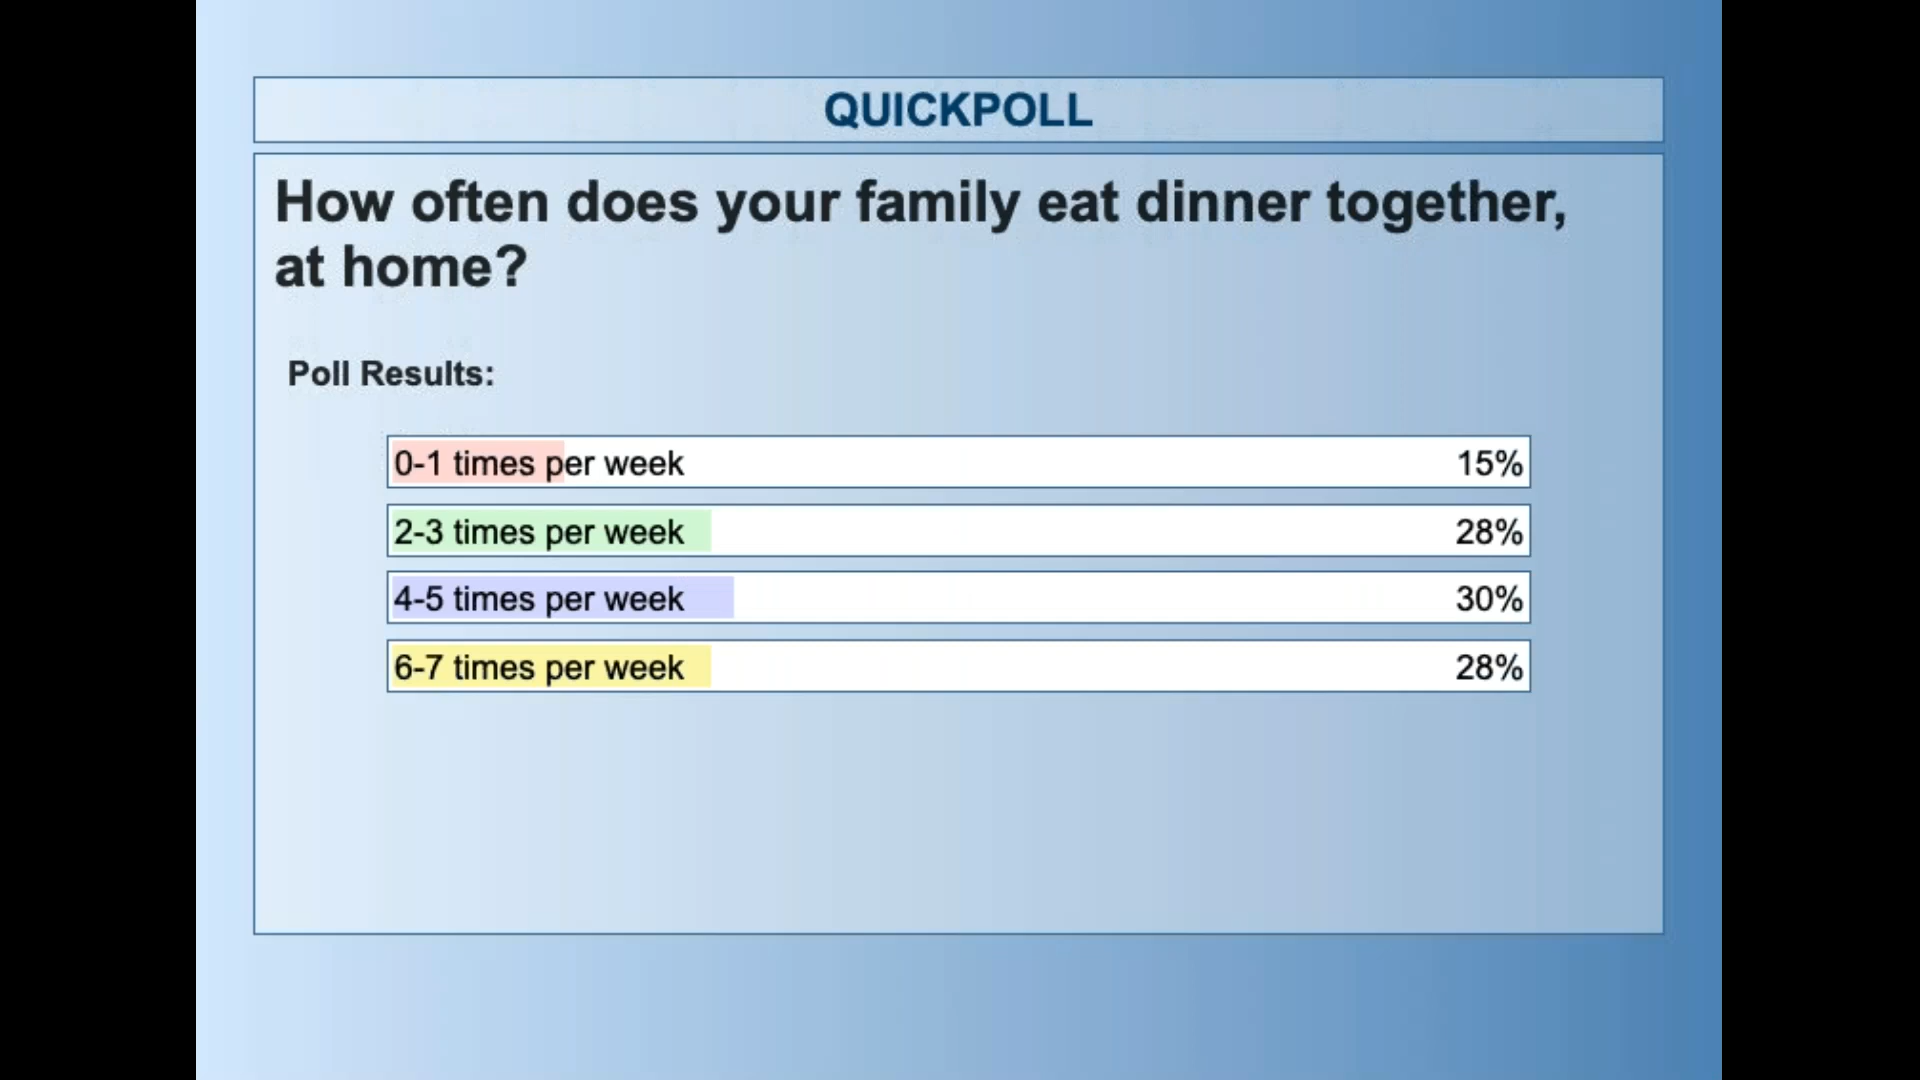 QUICKPOLL
How often does your family eat dinner together,
at home?
Poll Results:
0-1 times per week 15%
2-3 times per week 28%
4-5 times per week 30%
6-7 times per week 28%